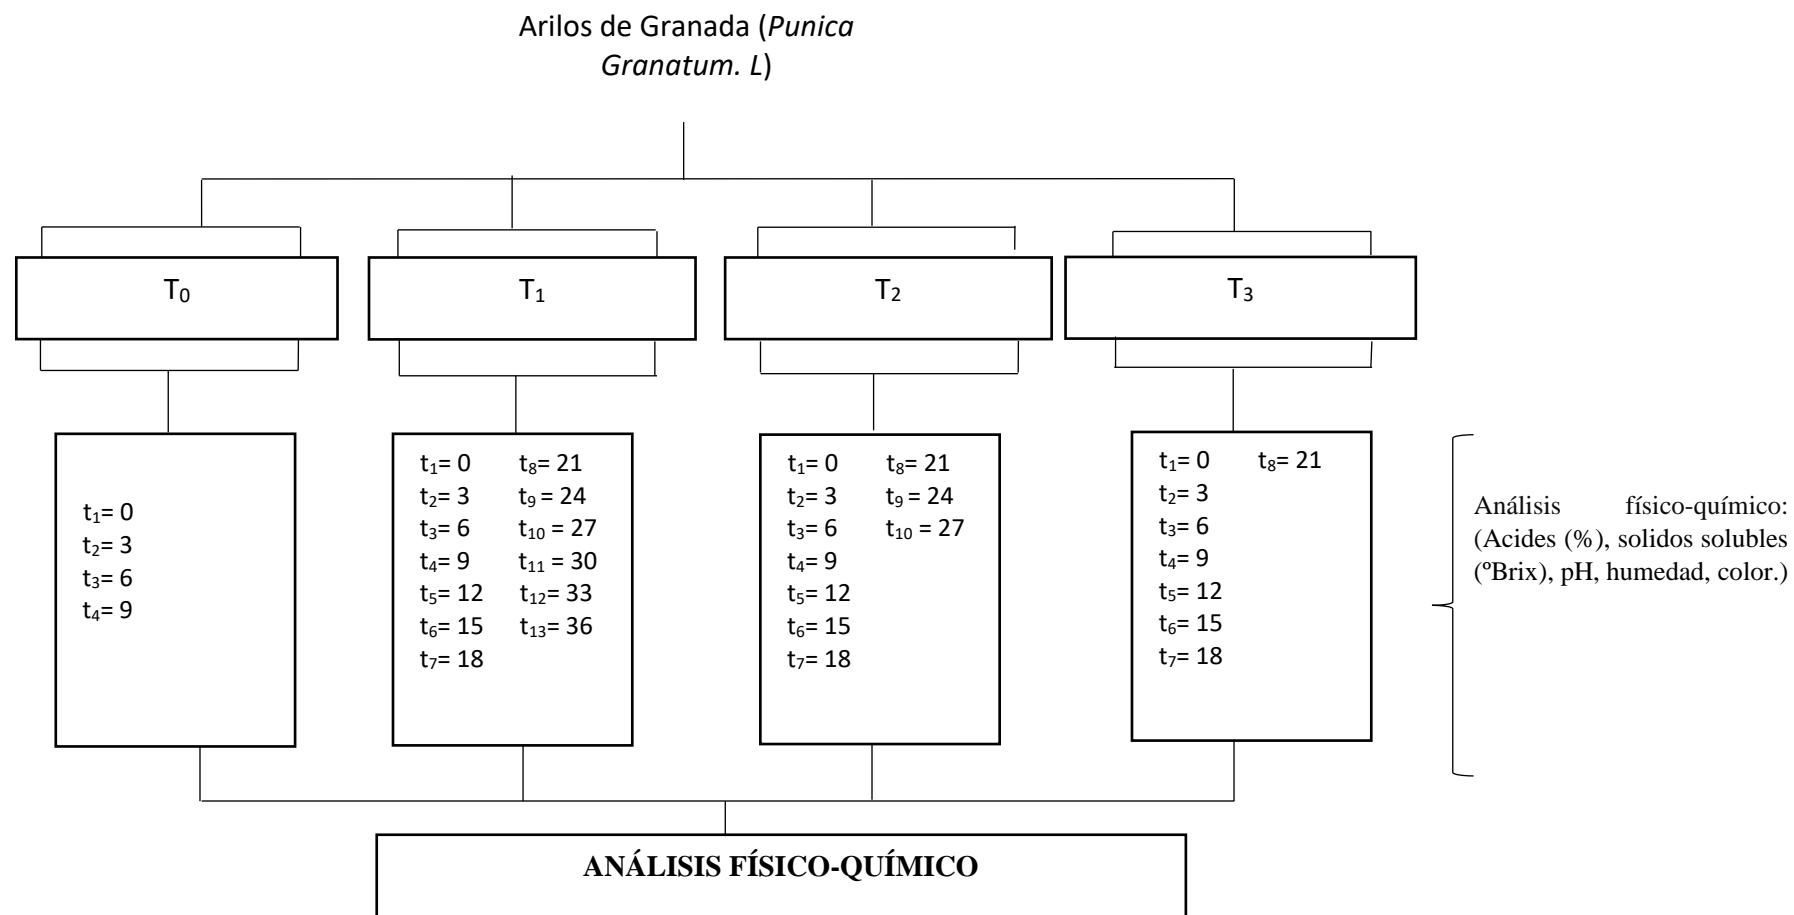 Arilos de Granada (Punica
Granatum. L)
T₀
T₁
T₂
T₃
t₁= 0
t₂= 3
t₃= 6
t₄= 9
t₁= 0 t₈= 21
t₂= 3 t₉ = 24
t₃= 6 t₁₀ = 27
t₄= 9 t₁₁ = 30
t₅= 12 t₁₂= 33
t₆= 15 t₁₃= 36
t₇= 18
t₁= 0 t₈= 21
t₂= 3 t₉ = 24
t₃= 6 t₁₀ = 27
t₄= 9
t₅= 12
t₆= 15
t₇= 18
t₁= 0 t₈= 21
t₂= 3
t₃= 6
t₄= 9
t₅= 12
t₆= 15
t₇= 18
Análisis físico-químico:
(Acides (%), solidos solubles
(ºBrix), pH, humedad, color.)
ANÁLISIS FÍSICO-QUÍMICO